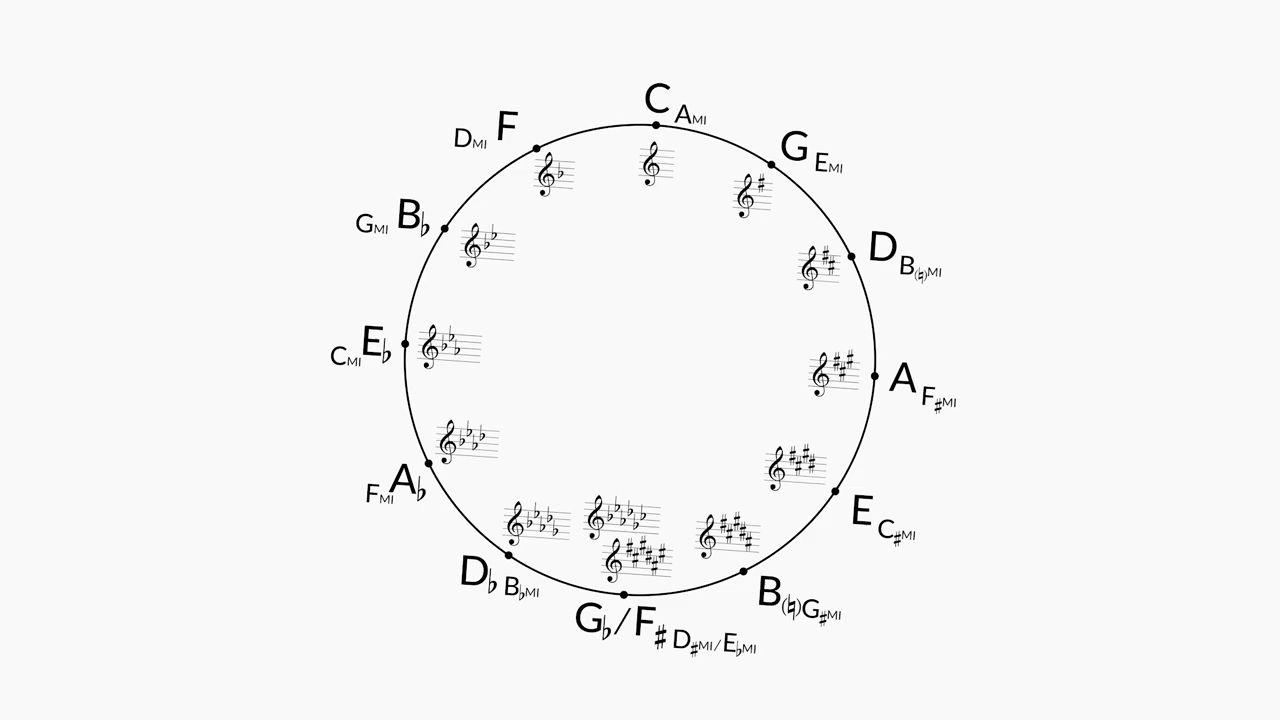 C AMI
G EMI
D B(♮)MI
A F♯MI
E C♯MI
B(♮) G♯MI
G♭/F♯ D♯MI/E♭MI
D♭ B♭MI
FMI A♭
CMI E♭
GMI B♭
DMI F